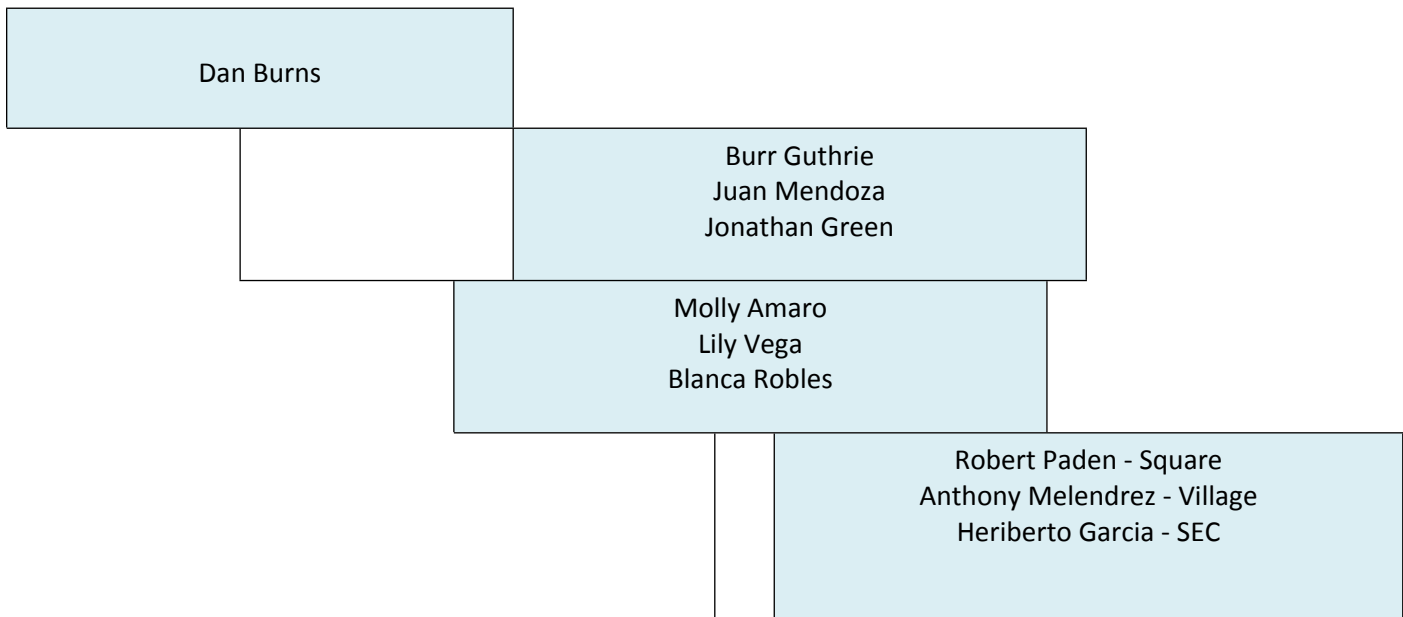 Dan Burns
Burr Guthrie
Juan Mendoza
Jonathan Green
Molly Amaro
Lily Vega
Blanca Robles
Robert Paden - Square
Anthony Melendrez - Village
Heriberto Garcia - SEC